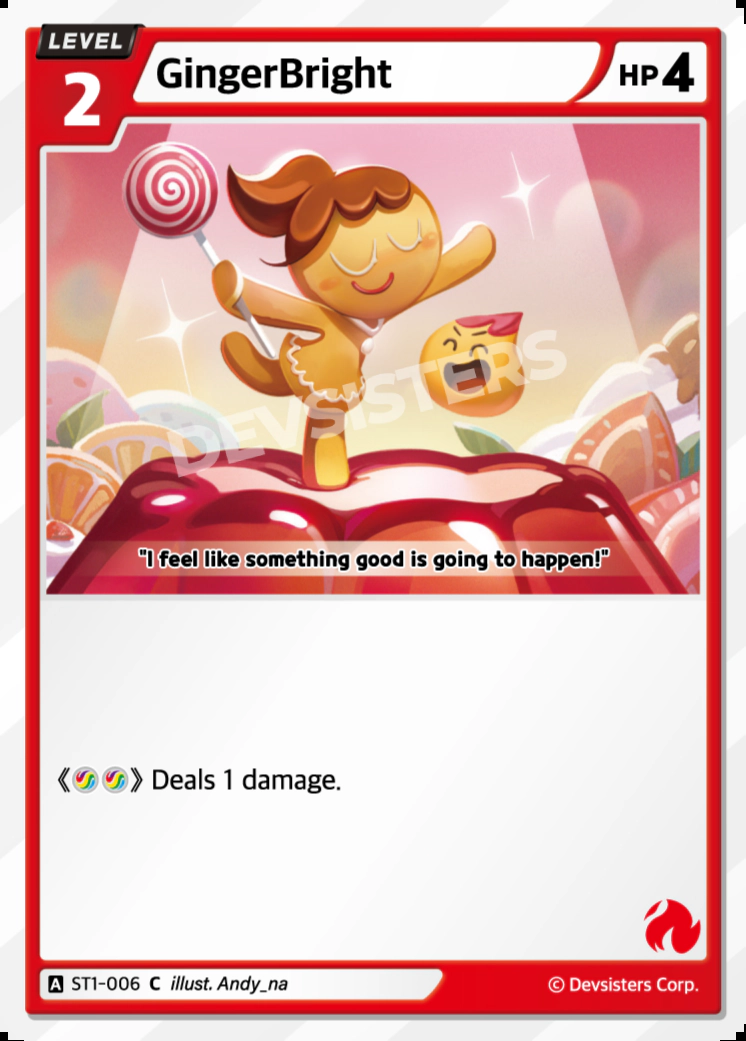 LEVEL
2
GingerBright
HP 4
DEVSISTERS
"I feel like something good is going to happen!"
《 》 Deals 1 damage.
A ST1-006 C illust. Andy_na
© Devsisters Corp.